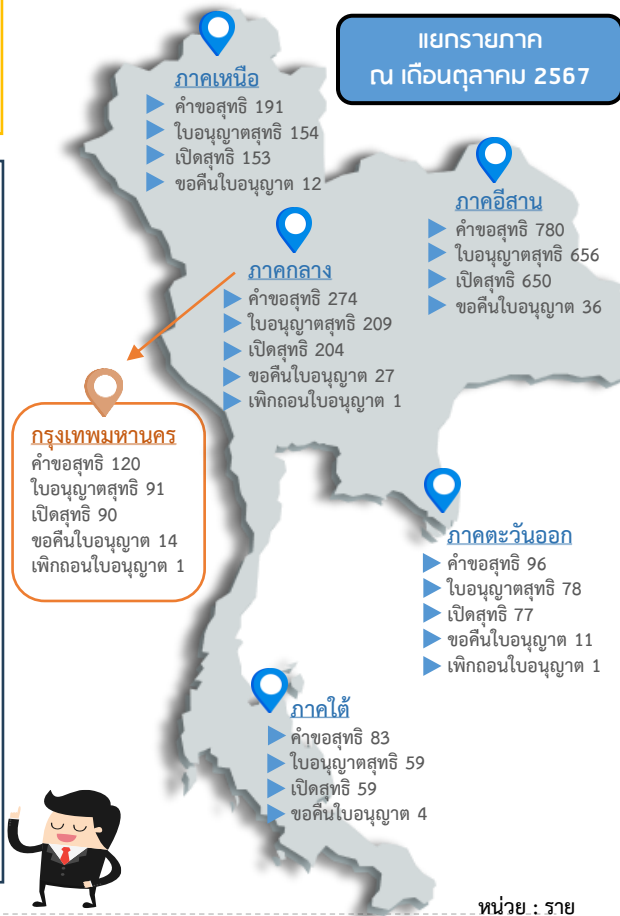 แยกรายภาค
ณ เดือนตุลาคม 2567
ภาคเหนือ
คำขอสุทธิ 191
ใบอนุญาตสุทธิ 154
เปิดสุทธิ 153
ขอคืนใบอนุญาต 12
ภาคอีสาน
คำขอสุทธิ 780
ใบอนุญาตสุทธิ 656
เปิดสุทธิ 650
ขอคืนใบอนุญาต 36
ภาคกลาง
คำขอสุทธิ 274
ใบอนุญาตสุทธิ 209
เปิดสุทธิ 204
ขอคืนใบอนุญาต 27
เพิกถอนใบอนุญาต 1
กรุงเทพมหานคร
คำขอสุทธิ 120
ใบอนุญาตสุทธิ 91
เปิดสุทธิ 90
ขอคืนใบอนุญาต 14
เพิกถอนใบอนุญาต 1
ภาคตะวันออก
คำขอสุทธิ 96
ใบอนุญาตสุทธิ 78
เปิดสุทธิ 77
ขอคืนใบอนุญาต 11
เพิกถอนใบอนุญาต 1
ภาคใต้
คำขอสุทธิ 83
ใบอนุญาตสุทธิ 59
เปิดสุทธิ 59
ขอคืนใบอนุญาต 4
หน่วย : ราย